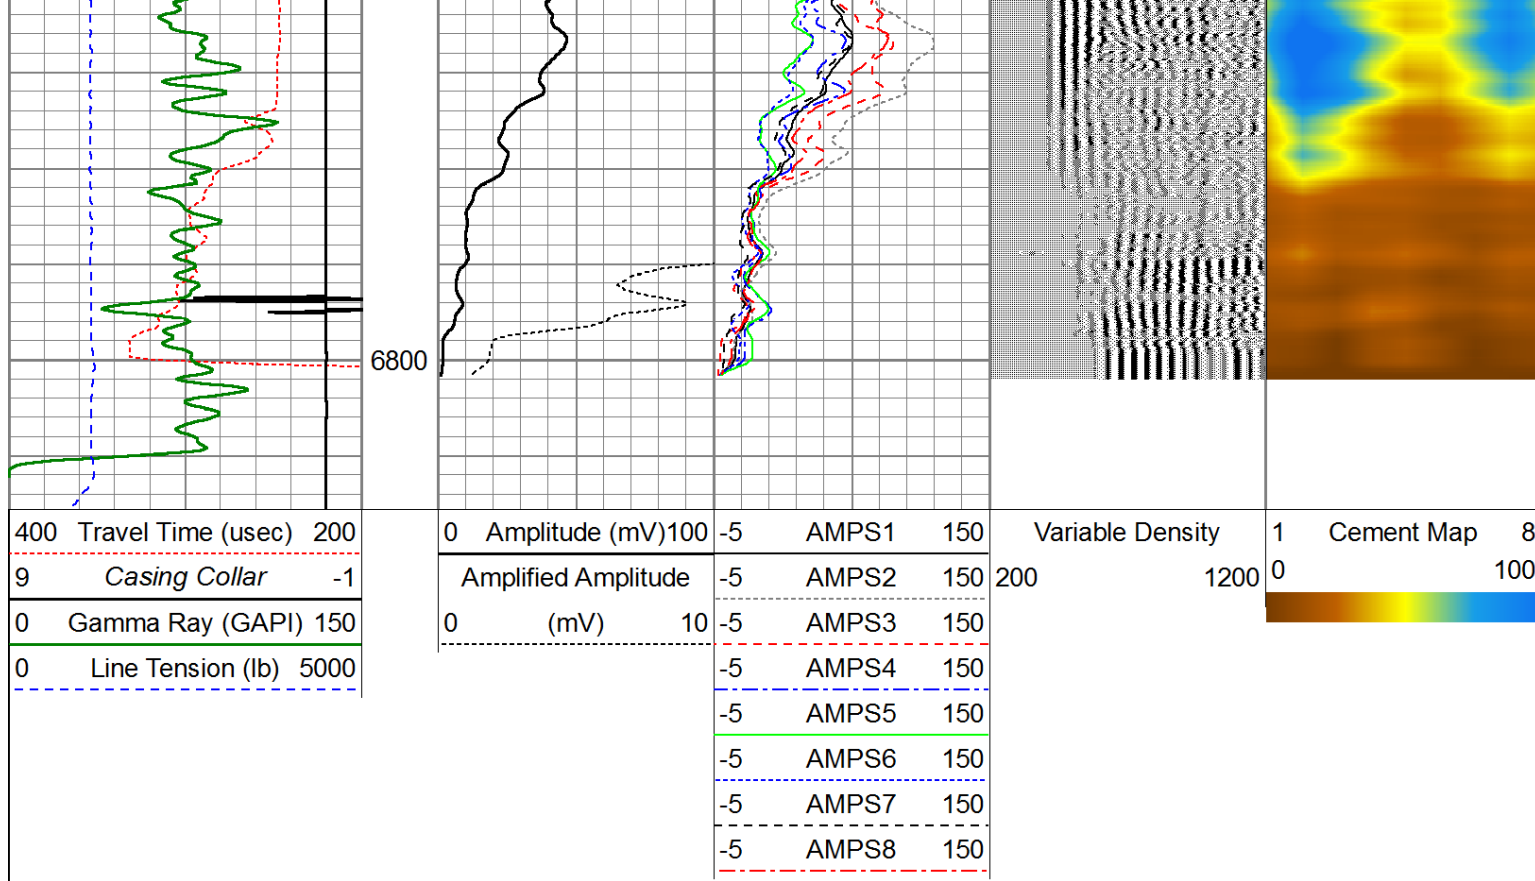 6800
400 Travel Time (usec) 200
9 Casing Collar -1
0 Gamma Ray (GAPI) 150
0 Line Tension (lb) 5000
0 Amplitude (mV) 100
Amplified Amplitude
0 (mV) 10
-5 AMPS1 150
-5 AMPS2 150
-5 AMPS3 150
-5 AMPS4 150
-5 AMPS5 150
-5 AMPS6 150
-5 AMPS7 150
-5 AMPS8 150
Variable Density
200 1200
1 Cement Map 8
0 100